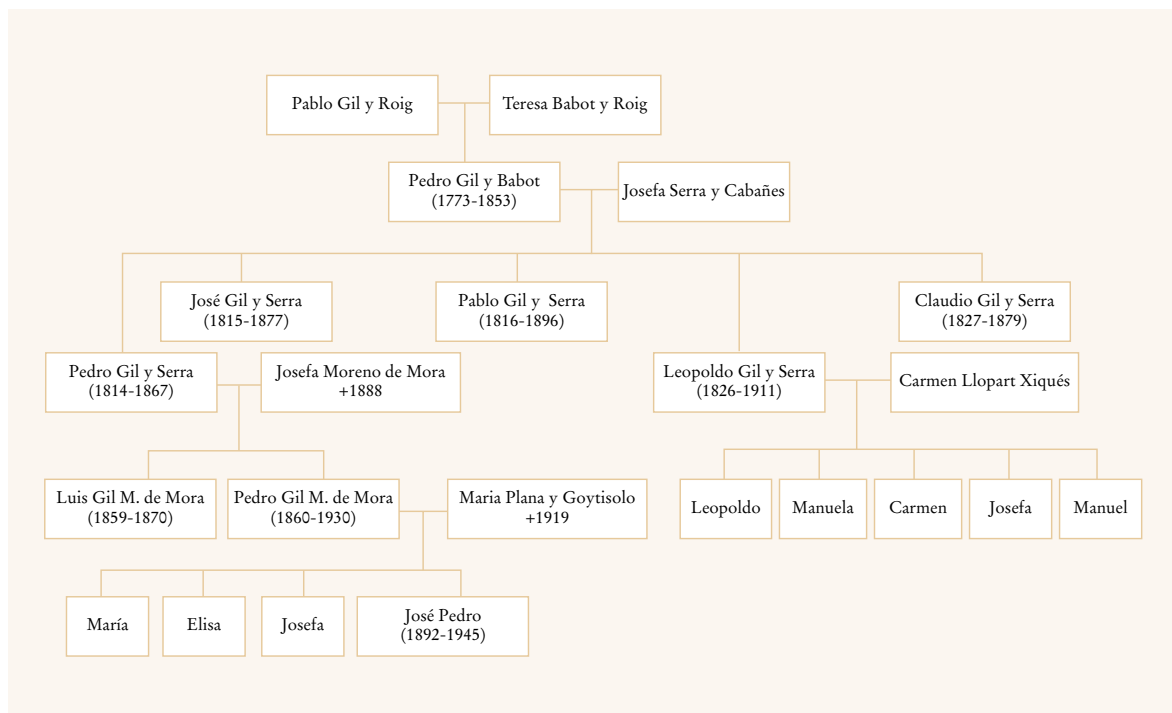 Pablo Gil y Roig
Teresa Babot y Roig
Pedro Gil y Babot
(1773-1853)
Josefa Serra y Cabañes
José Gil y Serra
(1815-1877)
Pablo Gil y Serra
(1816-1896)
Claudio Gil y Serra
(1827-1879)
Pedro Gil y Serra
(1814-1867)
Josefa Moreno de Mora
+1888
Leopoldo Gil y Serra
(1826-1911)
Carmen Llopart Xiqués
Luis Gil M. de Mora
(1859-1870)
Pedro Gil M. de Mora
(1860-1930)
Maria Plana y Goytisolo
+1919
Leopoldo
Manuela
Carmen
Josefa
Manuel
María
Elisa
Josefa
José Pedro
(1892-1945)